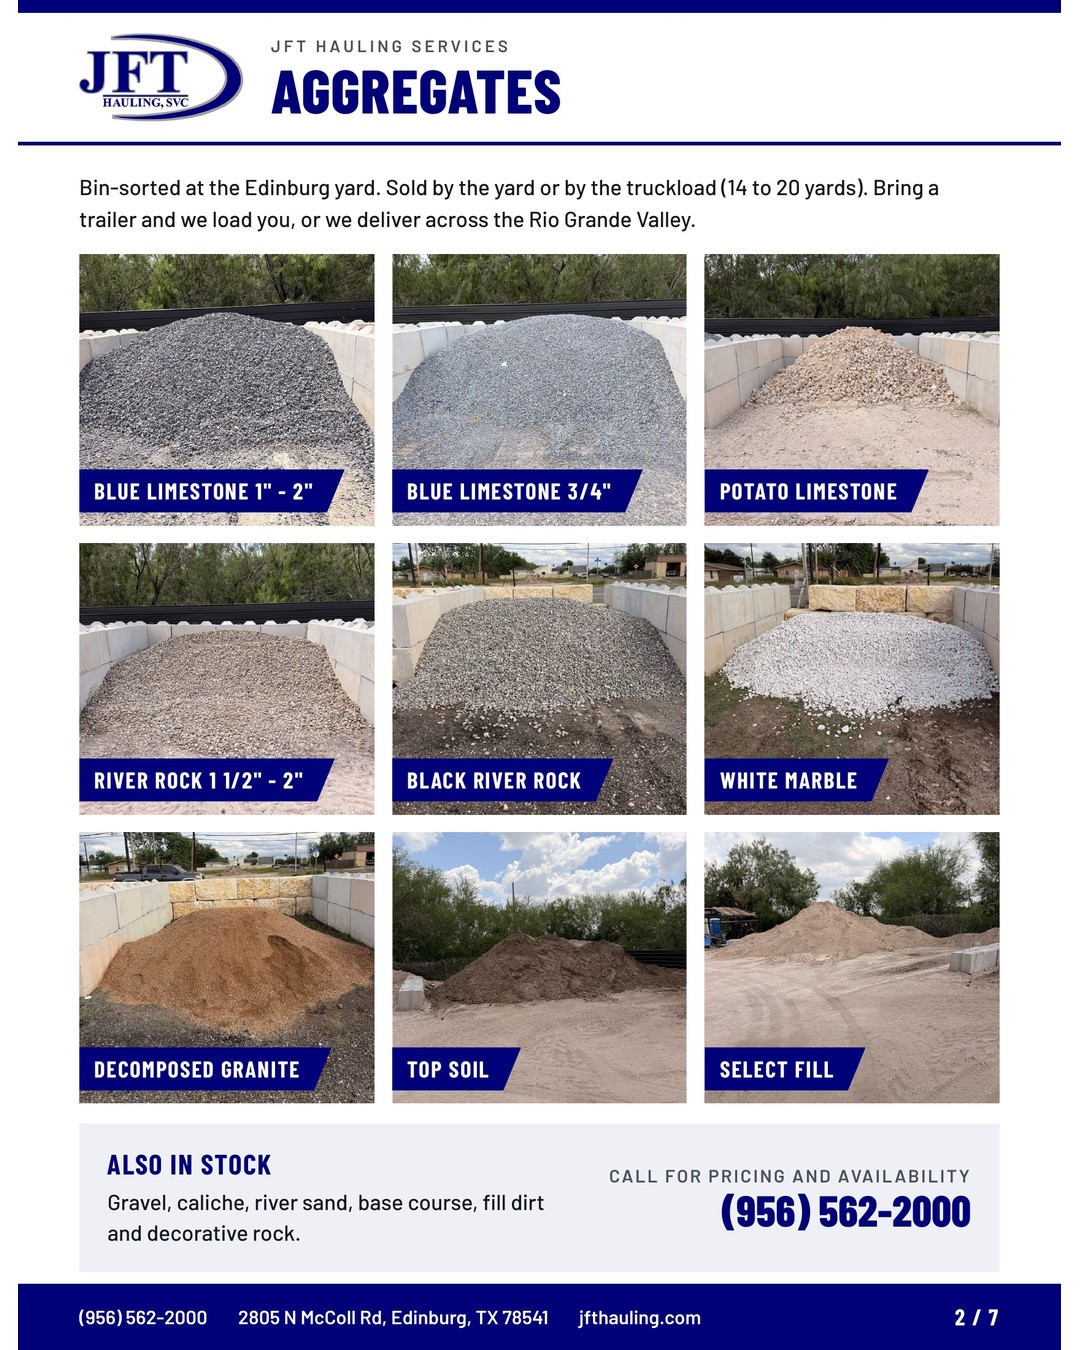 JFT
HAULING, SVC
JFT HAULING SERVICES
AGGREGATES
Bin-sorted at the Edinburg yard. Sold by the yard or by the truckload (14 to 20 yards). Bring a
trailer and we load you, or we deliver across the Rio Grande Valley.
BLUE LIMESTONE 1" - 2"
BLUE LIMESTONE 3/4"
POTATO LIMESTONE
RIVER ROCK 1 1/2" - 2"
BLACK RIVER ROCK
WHITE MARBLE
DECOMPOSED GRANITE
TOP SOIL
SELECT FILL
ALSO IN STOCK
Gravel, caliche, river sand, base course, fill dirt
and decorative rock.
CALL FOR PRICING AND AVAILABILITY
(956) 562-2000
(956) 562-2000 2805 N McColl Rd, Edinburg, TX 78541 jfthauling.com 2 / 7